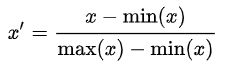 x′ = (x − min(x)) / (max(x) − min(x))